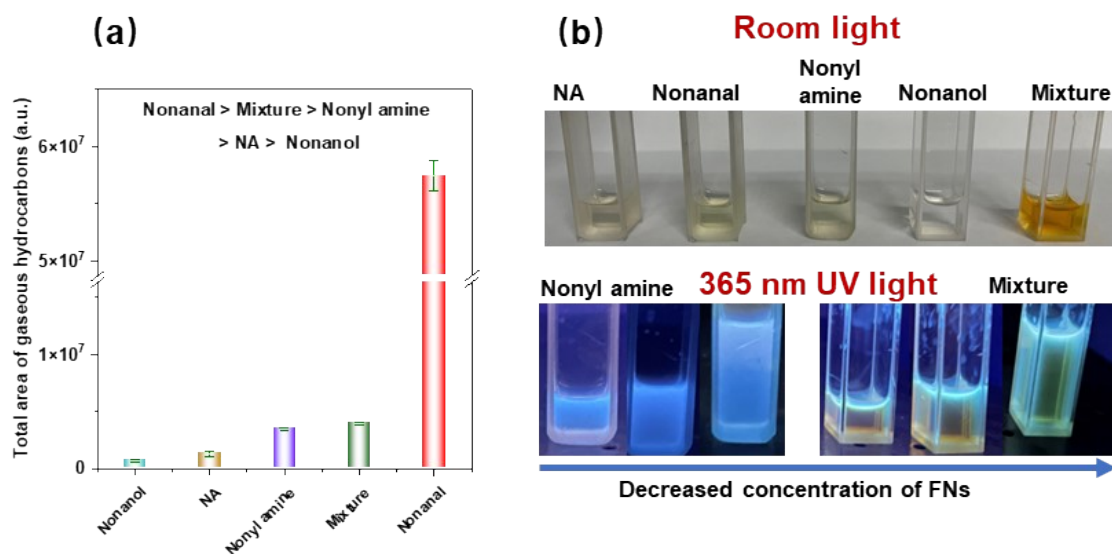 (a)
Total area of gaseous hydrocarbons (a.u.)
Nonanal > Mixture > Nonyl amine
> NA > Nonanol
6×10⁷
5×10⁷
1×10⁷
0
Nonanol
NA
Nonyl amine
Mixture
Nonanal
(b)
Room light
NA
Nonanal
Nonyl
amine
Nonanol
Mixture
Nonyl amine
365 nm UV light
Mixture
Decreased concentration of FNs